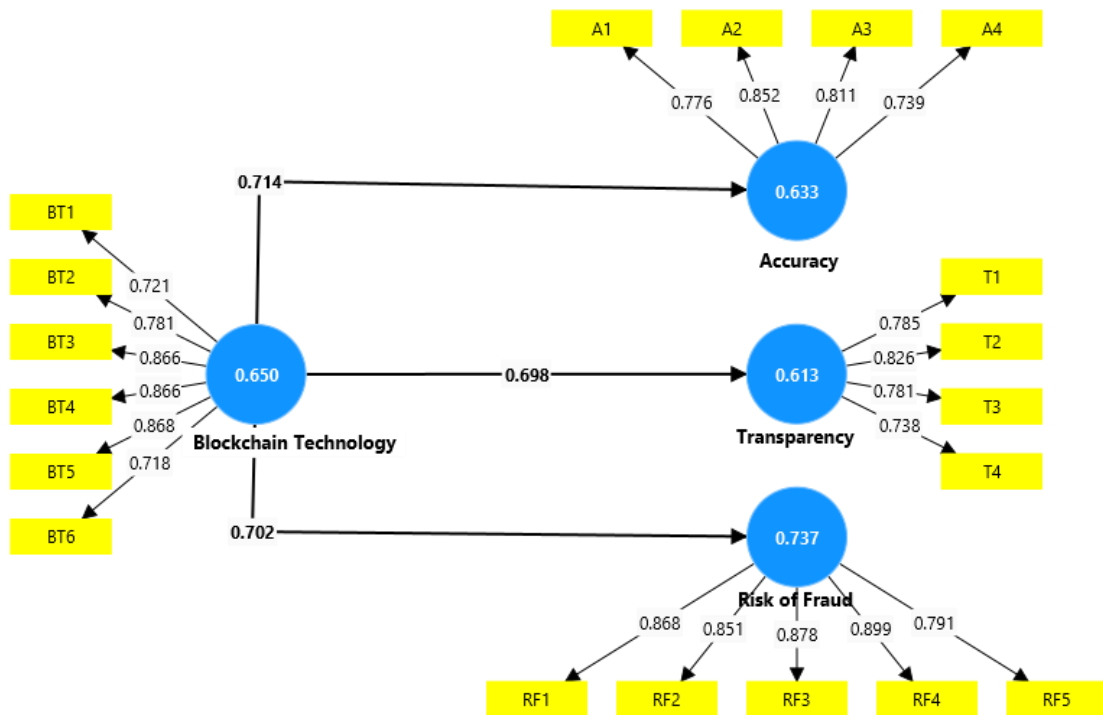 A1
A2
A3
A4
0.776
0.852
0.811
0.739
0.714
0.633
Accuracy
BT1
BT2
BT3
BT4
BT5
BT6
0.721
0.781
0.866
0.866
0.868
0.718
0.650
Blockchain Technology
0.698
0.613
Transparency
T1
T2
T3
T4
0.785
0.826
0.781
0.738
0.702
0.737
Risk of Fraud
0.868
0.851
0.878
0.899
0.791
RF1
RF2
RF3
RF4
RF5